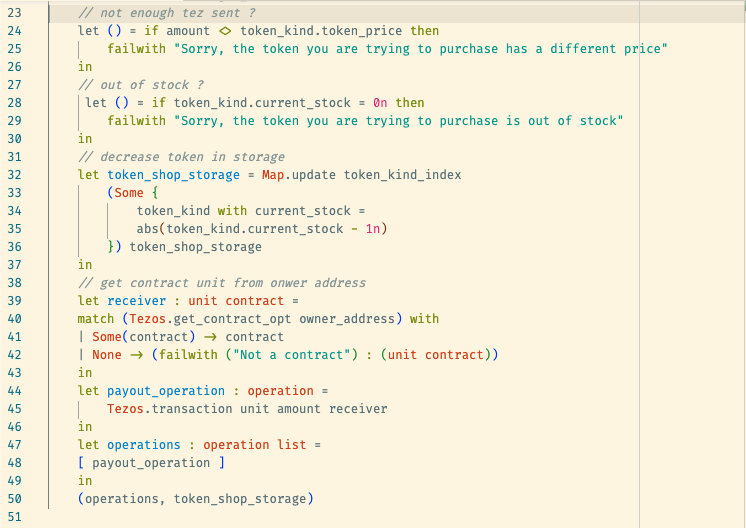 23 // not enough tez sent ?
24 let () = if amount <> token_kind.token_price then
25 failwith "Sorry, the token you are trying to purchase has a different price"
26 in
27 // out of stock ?
28 let () = if token_kind.current_stock = 0n then
29 failwith "Sorry, the token you are trying to purchase is out of stock"
30 in
31 // decrease token in storage
32 let token_shop_storage = Map.update token_kind_index
33 (Some {
34 token_kind with current_stock =
35 abs(token_kind.current_stock - 1n)
36 }) token_shop_storage
37 in
38 // get contract unit from onwer address
39 let receiver : unit contract =
40 match (Tezos.get_contract_opt owner_address) with
41 | Some(contract) -> contract
42 | None -> (failwith ("Not a contract") : (unit contract))
43 in
44 let payout_operation : operation =
45 Tezos.transaction unit amount receiver
46 in
47 let operations : operation list =
48 [ payout_operation ]
49 in
50 (operations, token_shop_storage)
51